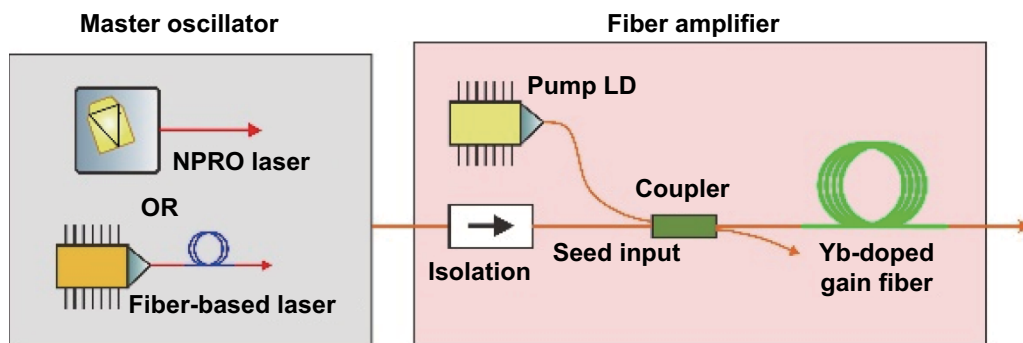 Master oscillator
Fiber amplifier
NPRO laser
OR
Fiber-based laser
Pump LD
Coupler
Isolation
Seed input
Yb-doped
gain fiber